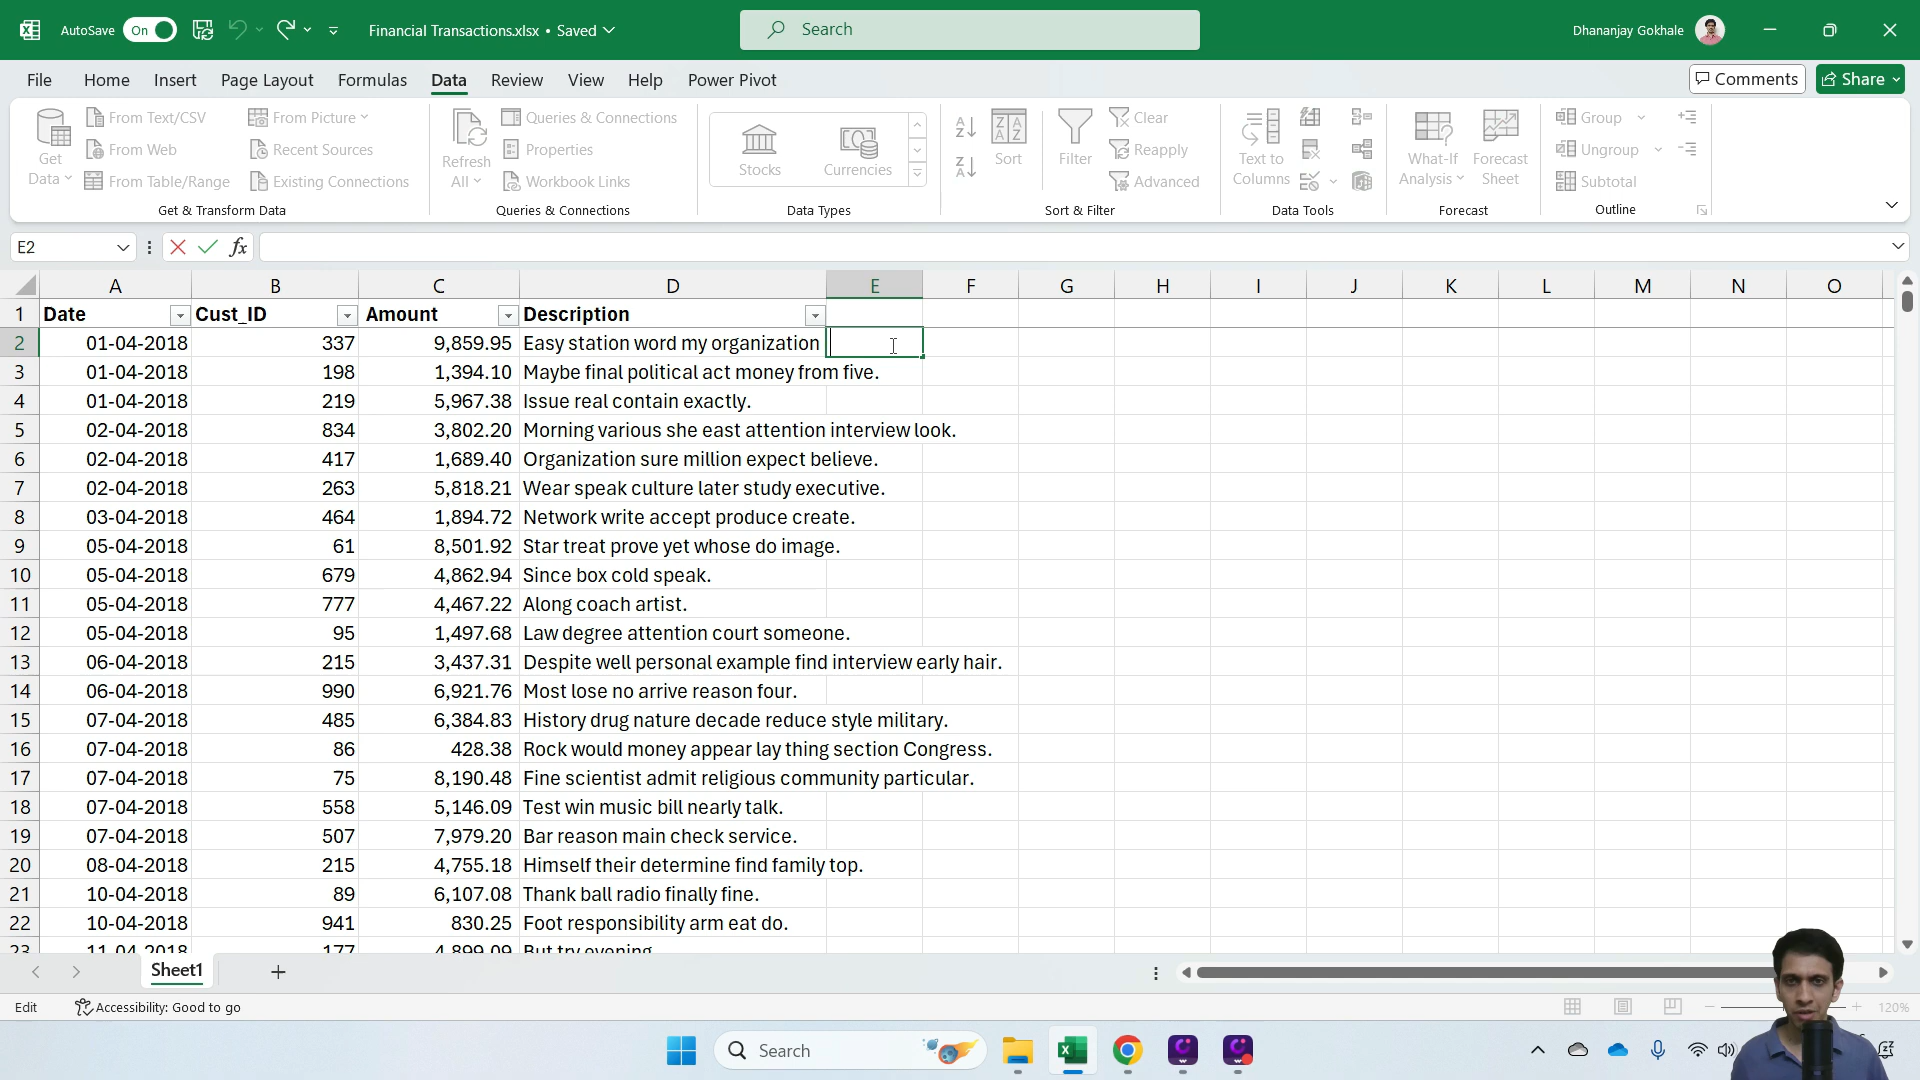 AutoSave On Financial Transactions.xlsx • Saved Search Dhananjay Gokhale
File Home Insert Page Layout Formulas Data Review View Help Power Pivot Comments Share
Get Data From Text/CSV From Web From Table/Range From Picture Recent Sources Existing Connections
Refresh All Queries & Connections Properties Workbook Links
Stocks Currencies
Sort Filter Clear Reapply Advanced
Text to Columns
What-If Analysis Forecast Sheet
Group Ungroup Subtotal
Get & Transform Data Queries & Connections Data Types Sort & Filter Data Tools Forecast Outline
E2 fx
A B C D E F G H I J K L M N O
1 Date Cust_ID Amount Description
2 01-04-2018 337 9,859.95 Easy station word my organization
3 01-04-2018 198 1,394.10 Maybe final political act money from five.
4 01-04-2018 219 5,967.38 Issue real contain exactly.
5 02-04-2018 834 3,802.20 Morning various she east attention interview look.
6 02-04-2018 417 1,689.40 Organization sure million expect believe.
7 02-04-2018 263 5,818.21 Wear speak culture later study executive.
8 03-04-2018 464 1,894.72 Network write accept produce create.
9 05-04-2018 61 8,501.92 Star treat prove yet whose do image.
10 05-04-2018 679 4,862.94 Since box cold speak.
11 05-04-2018 777 4,467.22 Along coach artist.
12 05-04-2018 95 1,497.68 Law degree attention court someone.
13 06-04-2018 215 3,437.31 Despite well personal example find interview early hair.
14 06-04-2018 990 6,921.76 Most lose no arrive reason four.
15 07-04-2018 485 6,384.83 History drug nature decade reduce style military.
16 07-04-2018 86 428.38 Rock would money appear lay thing section Congress.
17 07-04-2018 75 8,190.48 Fine scientist admit religious community particular.
18 07-04-2018 558 5,146.09 Test win music bill nearly talk.
19 07-04-2018 507 7,979.20 Bar reason main check service.
20 08-04-2018 215 4,755.18 Himself their determine find family top.
21 10-04-2018 89 6,107.08 Thank ball radio finally fine.
22 10-04-2018 941 830.25 Foot responsibility arm eat do.
23 11-04-2018 177 4,899.09 But try evening
Sheet1
Edit Accessibility: Good to go 120%
Search